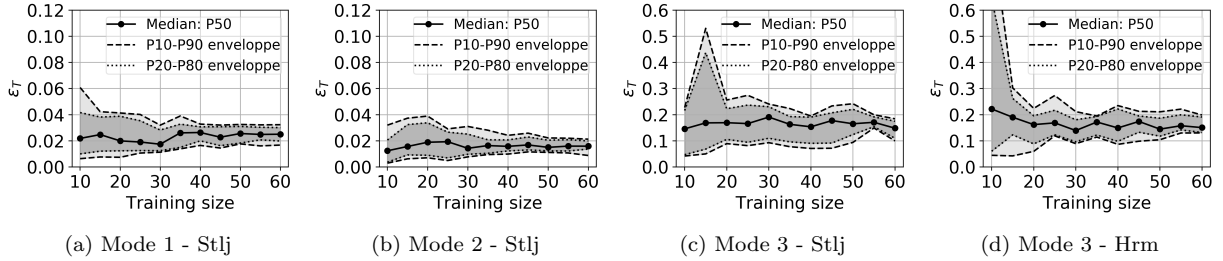 0.12
0.10
0.08
0.06
0.04
0.02
0.00
ε_T
Median: P50
P10-P90 enveloppe
P20-P80 enveloppe
10 20 30 40 50 60
Training size
(a) Mode 1 - Stlj
0.12
0.10
0.08
0.06
0.04
0.02
0.00
ε_T
Median: P50
P10-P90 enveloppe
P20-P80 enveloppe
10 20 30 40 50 60
Training size
(b) Mode 2 - Stlj
0.6
0.5
0.4
0.3
0.2
0.1
0.0
ε_T
Median: P50
P10-P90 enveloppe
P20-P80 enveloppe
10 20 30 40 50 60
Training size
(c) Mode 3 - Stlj
0.6
0.5
0.4
0.3
0.2
0.1
0.0
ε_T
Median: P50
P10-P90 enveloppe
P20-P80 enveloppe
10 20 30 40 50 60
Training size
(d) Mode 3 - Hrm